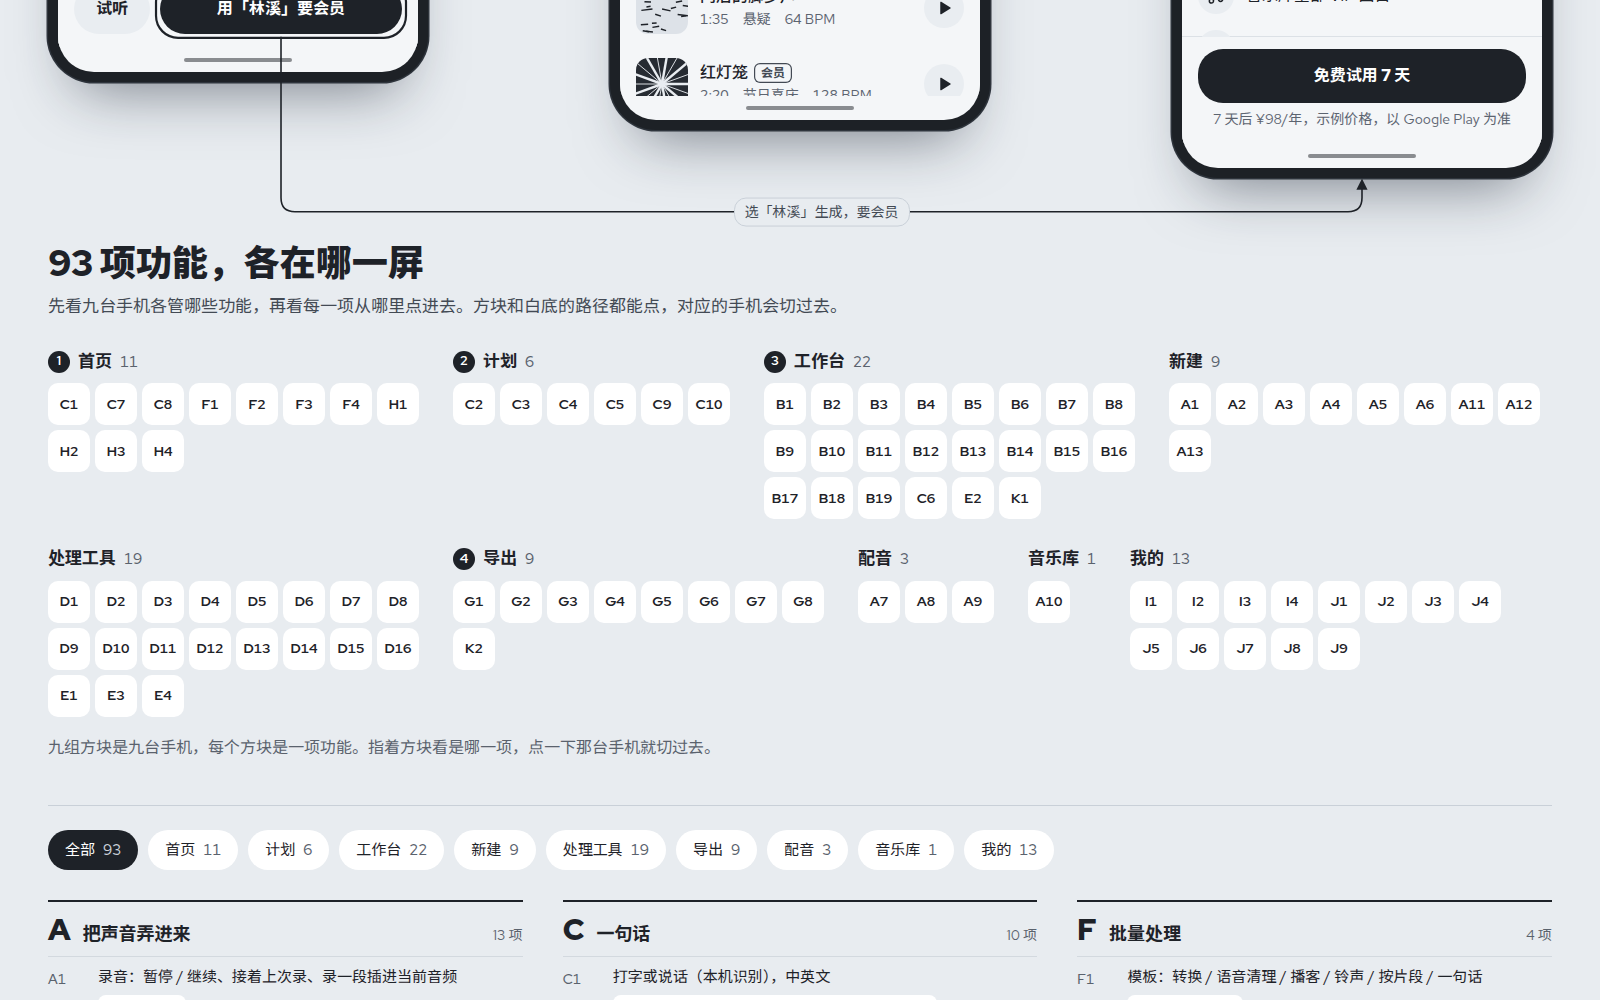 试听
用「林溪」要会员
1:35 悬疑 64 BPM
红灯笼 会员
2:20 节日喜庆 128 BPM
免费试用 7 天
7 天后 ¥98/年，示例价格，以 Google Play 为准
选「林溪」生成，要会员
93 项功能，各在哪一屏
先看九台手机各管哪些功能，再看每一项从哪里点进去。方块和白底的路径都能点，对应的手机会切过去。
1 首页 11
C1 C7 C8 F1 F2 F3 F4 H1
H2 H3 H4
2 计划 6
C2 C3 C4 C5 C9 C10
3 工作台 22
B1 B2 B3 B4 B5 B6 B7 B8
B9 B10 B11 B12 B13 B14 B15 B16
B17 B18 B19 C6 E2 K1
新建 9
A1 A2 A3 A4 A5 A6 A11 A12
A13
处理工具 19
D1 D2 D3 D4 D5 D6 D7 D8
D9 D10 D11 D12 D13 D14 D15 D16
E1 E3 E4
4 导出 9
G1 G2 G3 G4 G5 G6 G7 G8
K2
配音 3
A7 A8 A9
音乐库 1
A10
我的 13
I1 I2 I3 I4 J1 J2 J3 J4
J5 J6 J7 J8 J9
九组方块是九台手机，每个方块是一项功能。指着方块看是哪一项，点一下那台手机就切过去。
全部 93 首页 11 计划 6 工作台 22 新建 9 处理工具 19 导出 9 配音 3 音乐库 1 我的 13
A 把声音弄进来 13 项
A1 录音：暂停 / 继续、接着上次录、录一段插进当前音频
C 一句话 10 项
C1 打字或说话（本机识别），中英文
F 批量处理 4 项
F1 模板：转换 / 语音清理 / 播客 / 铃声 / 按片段 / 一句话